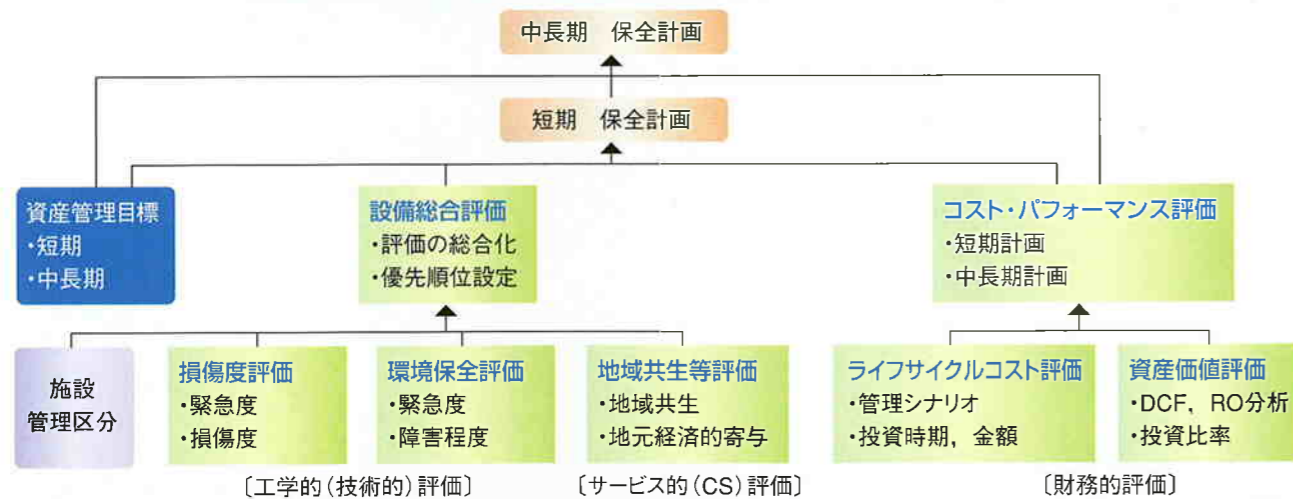 中長期　保全計画
短期　保全計画
資産管理目標
・短期
・中長期
設備総合評価
・評価の総合化
・優先順位設定
コスト・パフォーマンス評価
・短期計画
・中長期計画
施設
管理区分
損傷度評価
・緊急度
・損傷度
環境保全評価
・緊急度
・障害程度
地域共生等評価
・地域共生
・地元経済的寄与
ライフサイクルコスト評価
・管理シナリオ
・投資時期，金額
資産価値評価
・DCF，RO分析
・投資比率
〔工学的（技術的）評価〕
〔サービス的（CS）評価〕
〔財務的評価〕